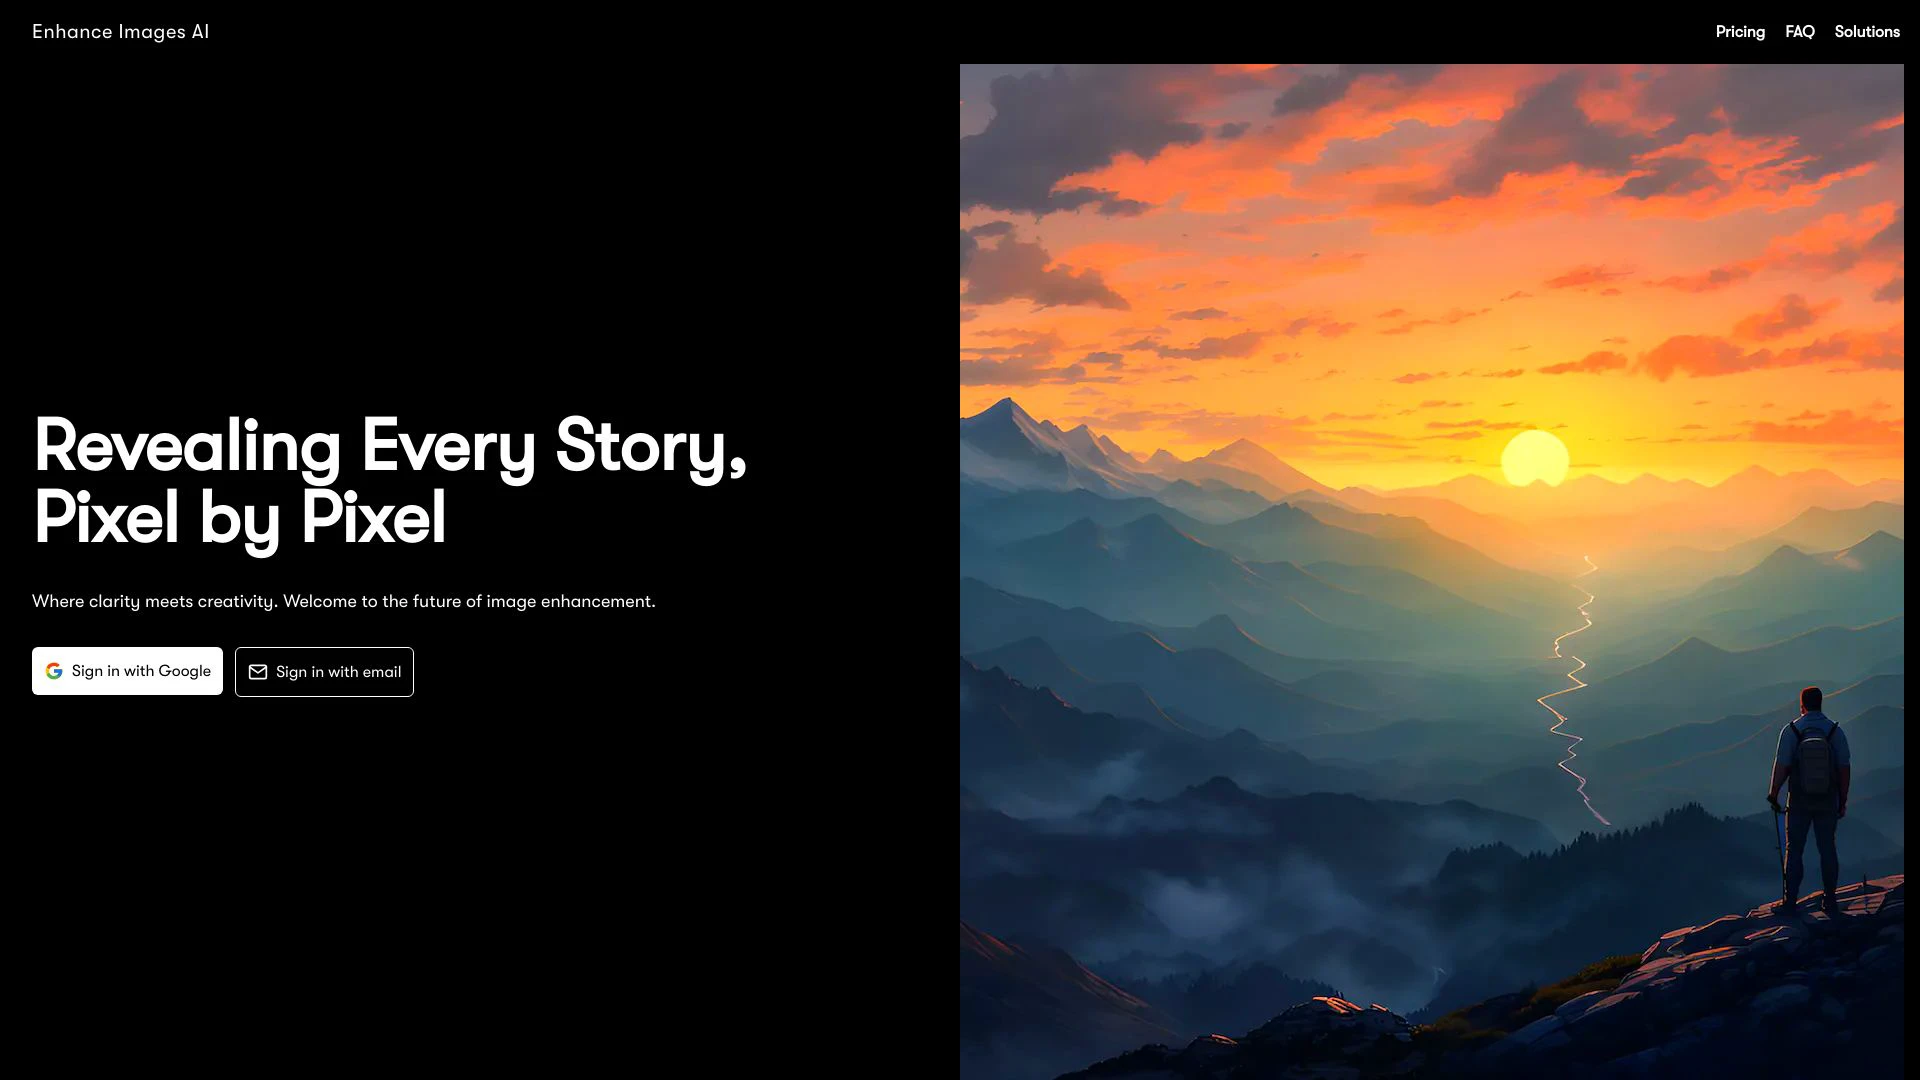 Enhance Images AI
Pricing FAQ Solutions
Revealing Every Story,
Pixel by Pixel
Where clarity meets creativity. Welcome to the future of image enhancement.
Sign in with Google
Sign in with email